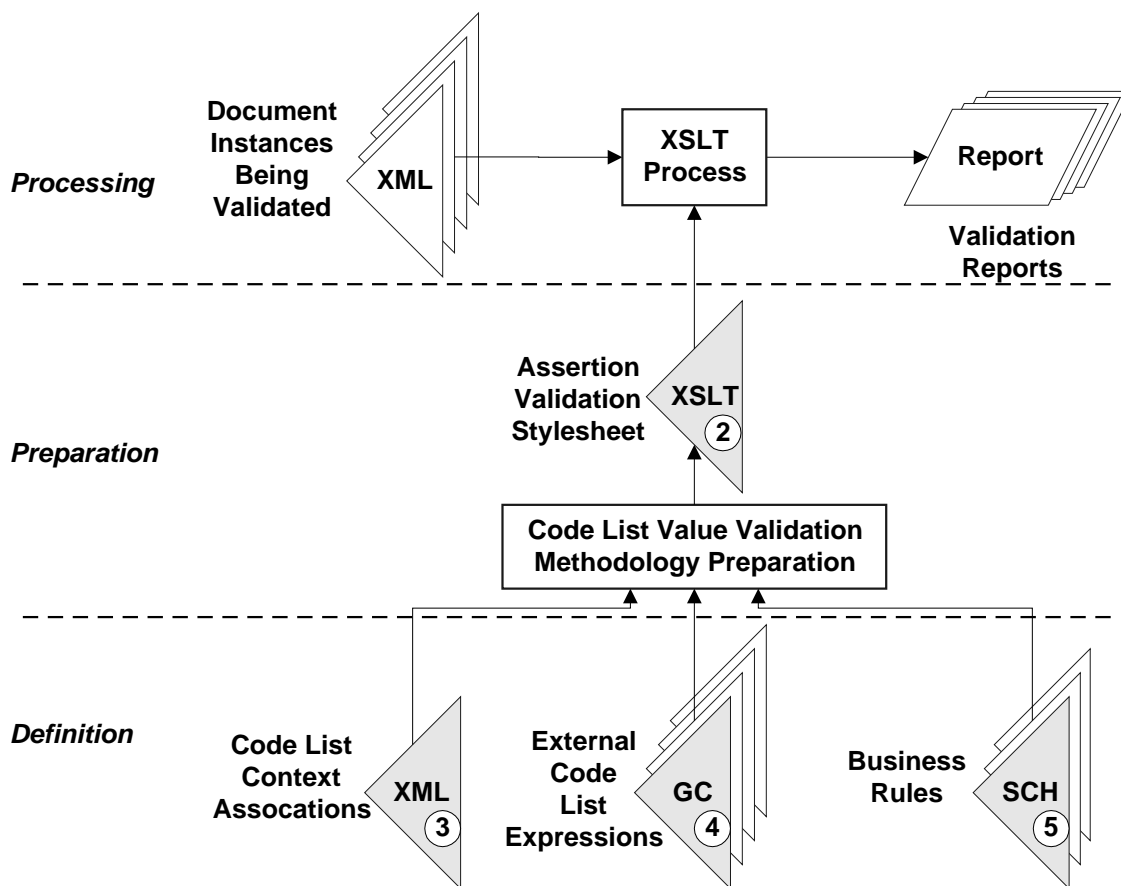 Document
Instances
Being
Validated
XML
XSLT
Process
Report
Processing
Validation
Reports
Assertion
Validation
Stylesheet
XSLT
2
Preparation
Code List Value Validation
Methodology Preparation
Definition
Code List
Context
Assocations
XML
3
External
Code
List
Expressions
GC
4
Business
Rules
SCH
5